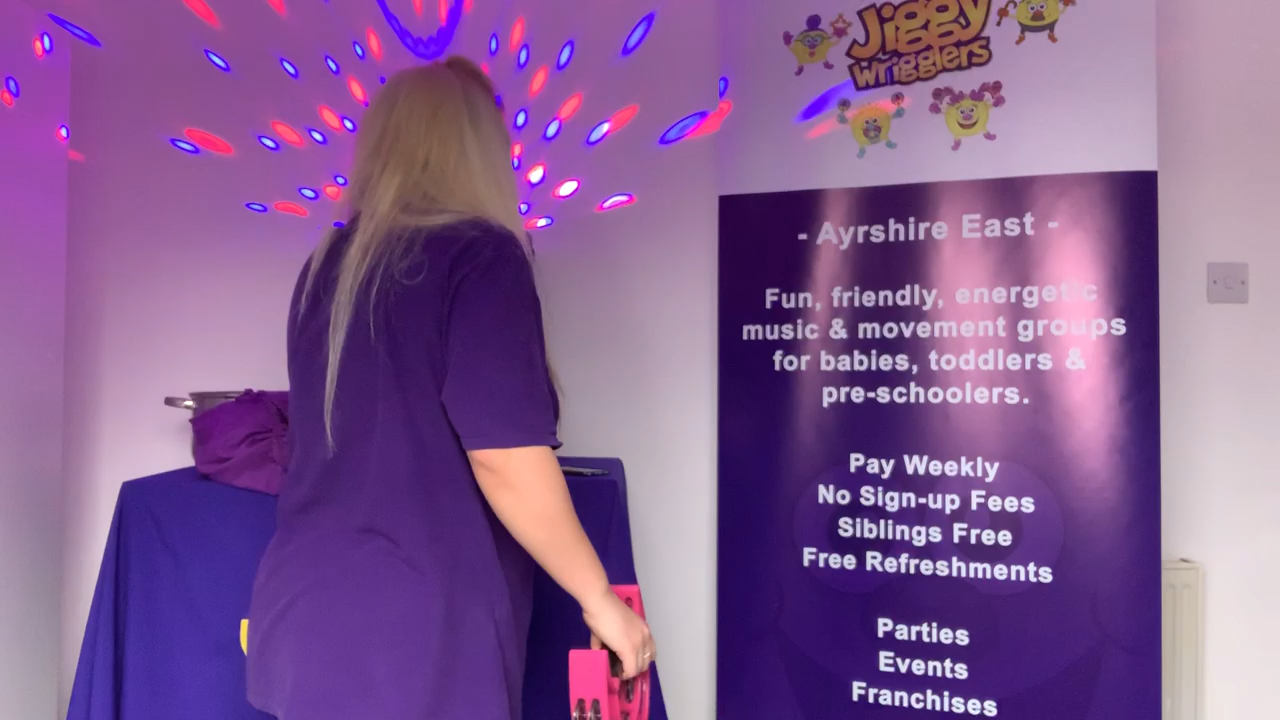 Jiggy
Wrigglers
- Ayrshire East -
Fun, friendly, energetic
music & movement groups
for babies, toddlers &
pre-schoolers.
Pay Weekly
No Sign-up Fees
Siblings Free
Free Refreshments
Parties
Events
Franchises